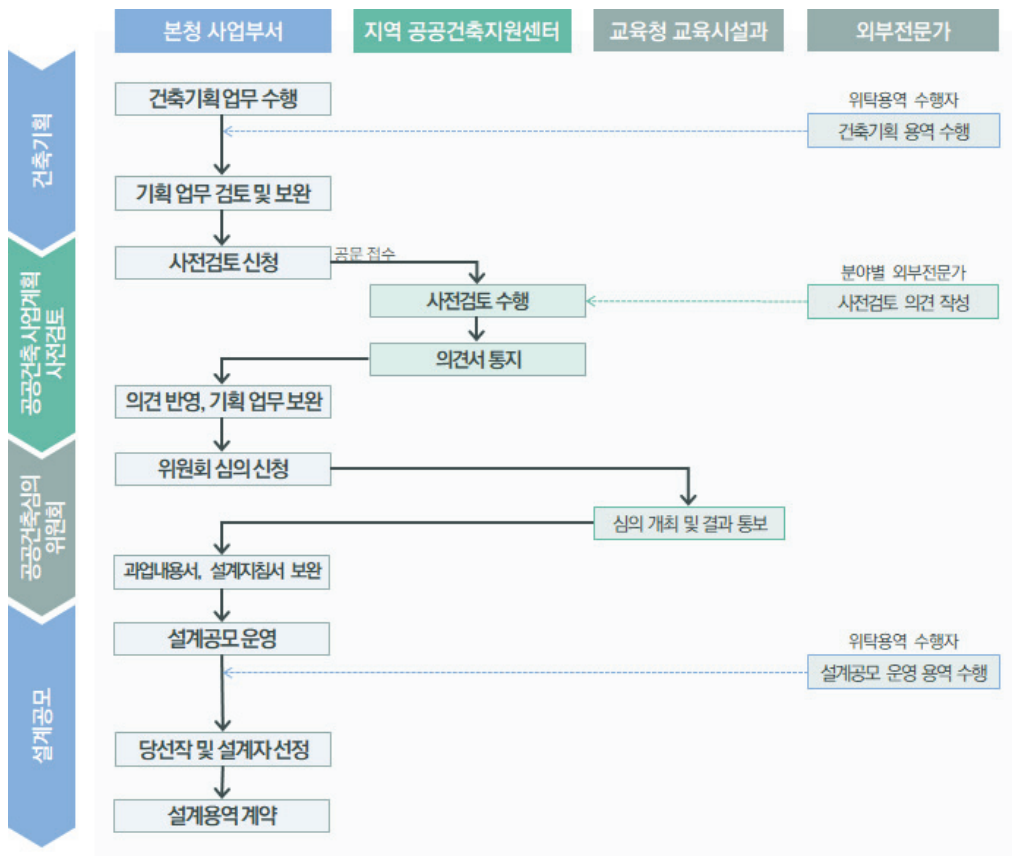 본청 사업부서
지역 공공건축지원센터
교육청 교육시설과
외부전문가
건축기획
건축기획 업무 수행
위탁용역 수행자
건축기획 용역 수행
기획 업무 검토 및 보완
공공건축 사업계획
사전검토
사전검토 신청
공문 접수
분야별 외부전문가
사전검토 수행
사전검토 의견 작성
의견서 통지
의견 반영, 기획 업무 보완
공공건축심의
위원회
위원회 심의 신청
심의 개최 및 결과 통보
과업내용서, 설계지침서 보완
설계공모
설계공모 운영
위탁용역 수행자
설계공모 운영 용역 수행
당선작 및 설계자 선정
설계용역 계약